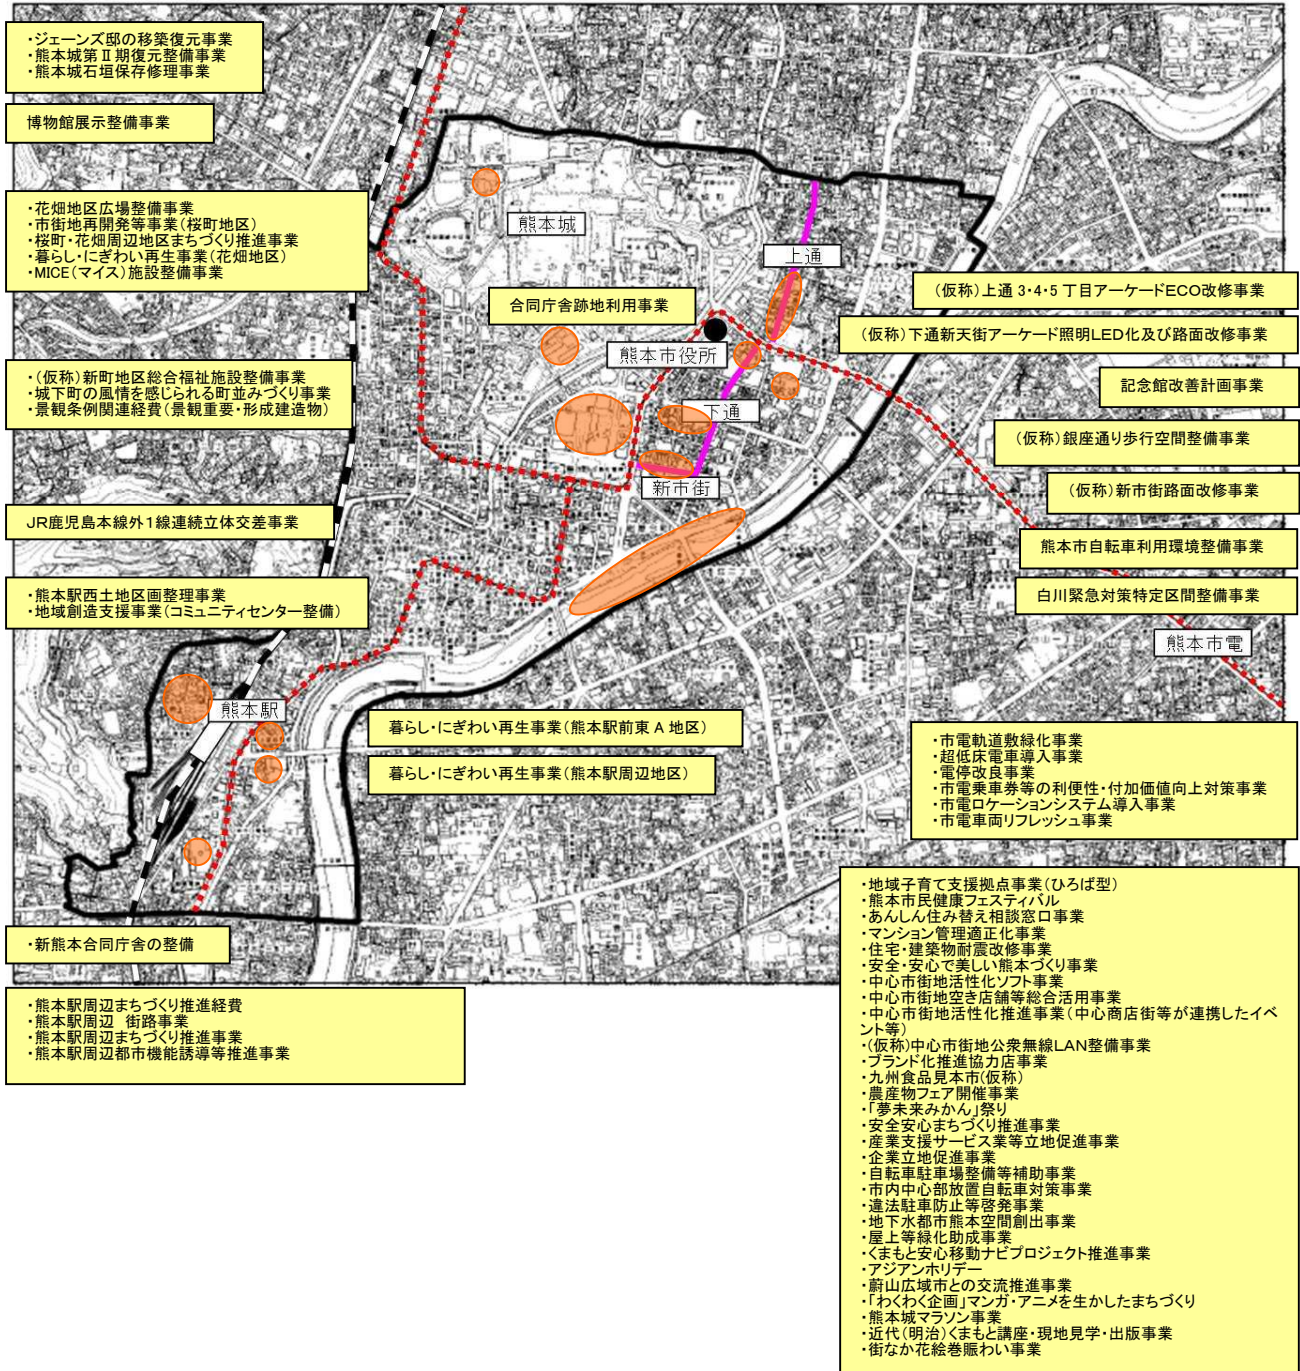 ・ジェーンズ邸の移築復元事業
・熊本城第Ⅱ期復元整備事業
・熊本城石垣保存修理事業
博物館展示整備事業
・花畑地区広場整備事業
・市街地再開発等事業(桜町地区)
・桜町・花畑周辺地区まちづくり推進事業
・暮らし・にぎわい再生事業(花畑地区)
・MICE(マイス)施設整備事業
熊本城
上通
合同庁舎跡地利用事業
(仮称)上通 3・4・5 丁目アーケードECO改修事業
(仮称)下通新天街アーケード照明LED化及び路面改修事業
熊本市役所
・(仮称)新町地区総合福祉施設整備事業
・城下町の風情を感じられる町並みづくり事業
・景観条例関連経費(景観重要・形成建造物)
記念館改善計画事業
下通
(仮称)銀座通り歩行空間整備事業
新市街
(仮称)新市街路面改修事業
JR鹿児島本線外1線連続立体交差事業
熊本市自転車利用環境整備事業
・熊本駅西土地区画整理事業
・地域創造支援事業(コミュニティセンター整備)
白川緊急対策特定区間整備事業
熊本市電
熊本駅
暮らし・にぎわい再生事業(熊本駅前東 A 地区)
暮らし・にぎわい再生事業(熊本駅周辺地区)
・市電軌道敷緑化事業
・超低床電車導入事業
・電停改良事業
・市電乗車券等の利便性・付加価値向上対策事業
・市電ロケーションシステム導入事業
・市電車両リフレッシュ事業
・新熊本合同庁舎の整備
・熊本駅周辺まちづくり推進経費
・熊本駅周辺　街路事業
・熊本駅周辺まちづくり推進事業
・熊本駅周辺都市機能誘導等推進事業
・地域子育て支援拠点事業(ひろば型)
・熊本市民健康フェスティバル
・あんしん住み替え相談窓口事業
・マンション管理適正化事業
・住宅・建築物耐震改修事業
・安全・安心で美しい熊本づくり事業
・中心市街地活性化ソフト事業
・中心市街地空き店舗等総合活用事業
・中心市街地活性化推進事業(中心商店街等が連携したイベ
ント等)
・(仮称)中心市街地公衆無線LAN整備事業
・ブランド化推進協力店事業
・九州食品見本市(仮称)
・農産物フェア開催事業
・「夢未来みかん」祭り
・安全安心まちづくり推進事業
・産業支援サービス業等立地促進事業
・企業立地促進事業
・自転車駐車場整備等補助事業
・市内中心部放置自転車対策事業
・違法駐車防止等啓発事業
・地下水都市熊本空間創出事業
・屋上等緑化助成事業
・くまもと安心移動ナビプロジェクト推進事業
・アジアンホリデー
・蔚山広域市との交流推進事業
・「わくわく企画」マンガ・アニメを生かしたまちづくり
・熊本城マラソン事業
・近代(明治)くまもと講座・現地見学・出版事業
・街なか花絵巻賑わい事業